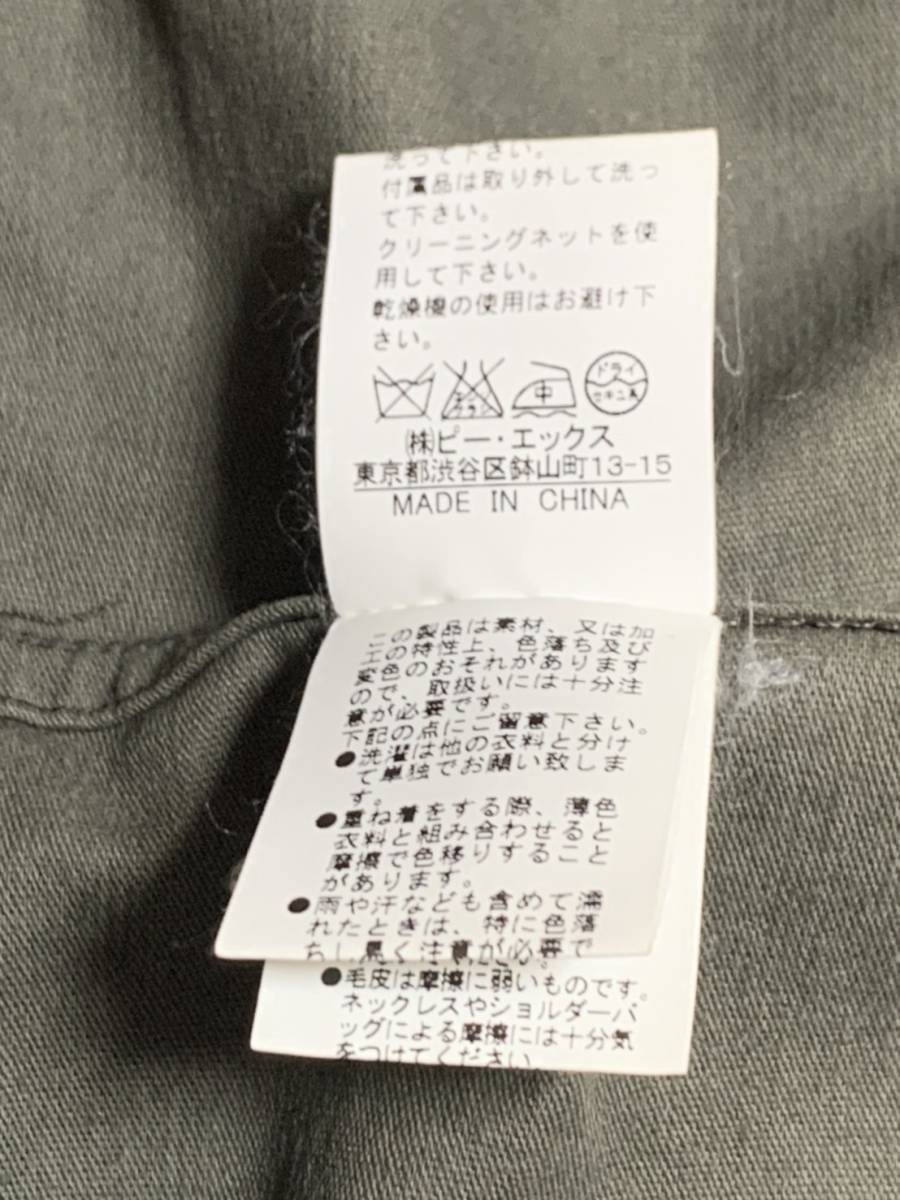 洗って下さい。
付属品は取り外して洗っ
て下さい。
クリーニングネットを使
用して下さい。
乾燥機の使用はお避け下
さい。
エンソ
サラシ 中 ドライ
セキユ系
㈱ピー・エックス
東京都渋谷区鉢山町13-15
MADE IN CHINA
この製品は素材、又は加
工の特性上、色落ち及び
変色のおそれがあります
ので、取扱いには十分注
意が必要です。
下記の点にご留意下さい。
●洗濯は他の衣料と分け
て単独でお願い致しま
す。
●重ね着をする際、薄色
衣料と組み合わせると
摩擦で色移りすること
があります。
●雨や汗なども含めて濡
れたときは、特に色落
ちし易く注意が必要で
●毛皮は摩擦に弱いものです。
ネックレスやショルダーバ
ッグによる摩擦には十分気
をつけてください